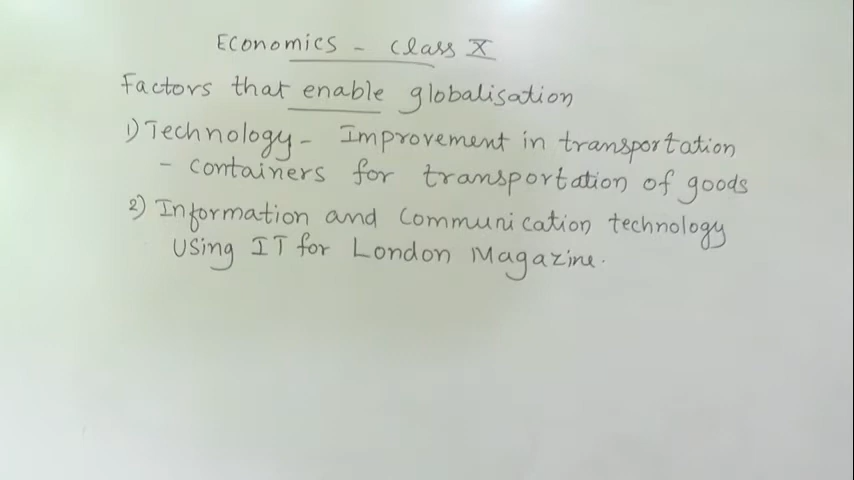 Economics - Class X
Factors that enable globalisation
1) Technology - Improvement in transportation
- containers for transportation of goods
2) Information and communication technology
Using IT for London Magazine.